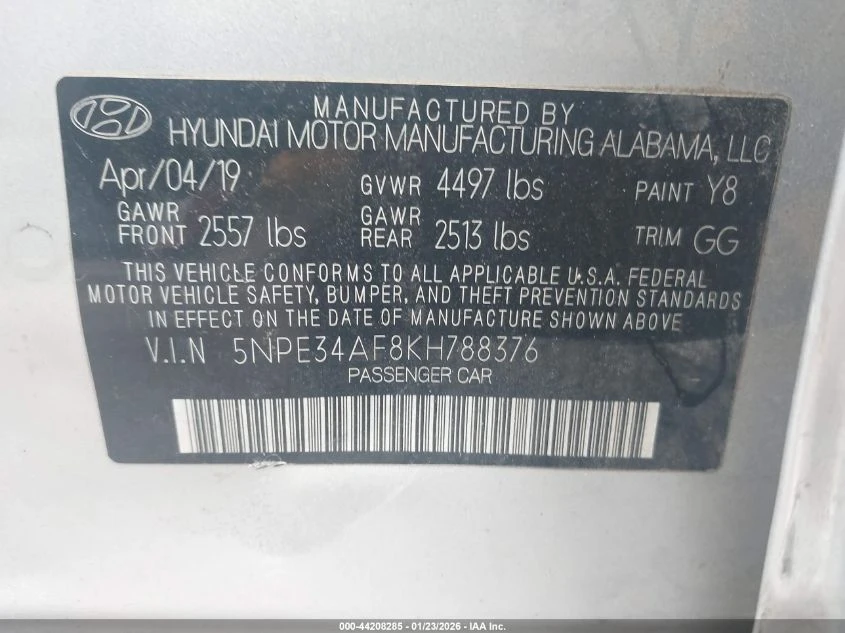 MANUFACTURED BY
HYUNDAI MOTOR MANUFACTURING ALABAMA, LLC
Apr/04/19 GVWR 4497 lbs PAINT Y8
GAWR FRONT 2557 lbs GAWR REAR 2513 lbs TRIM GG
THIS VEHICLE CONFORMS TO ALL APPLICABLE U.S.A. FEDERAL
MOTOR VEHICLE SAFETY, BUMPER, AND THEFT PREVENTION STANDARDS
IN EFFECT ON THE DATE OF MANUFACTURE SHOWN ABOVE
V.I.N 5NPE34AF8KH788376
PASSENGER CAR
000-44208285 - 01/23/2026 - IAA Inc.